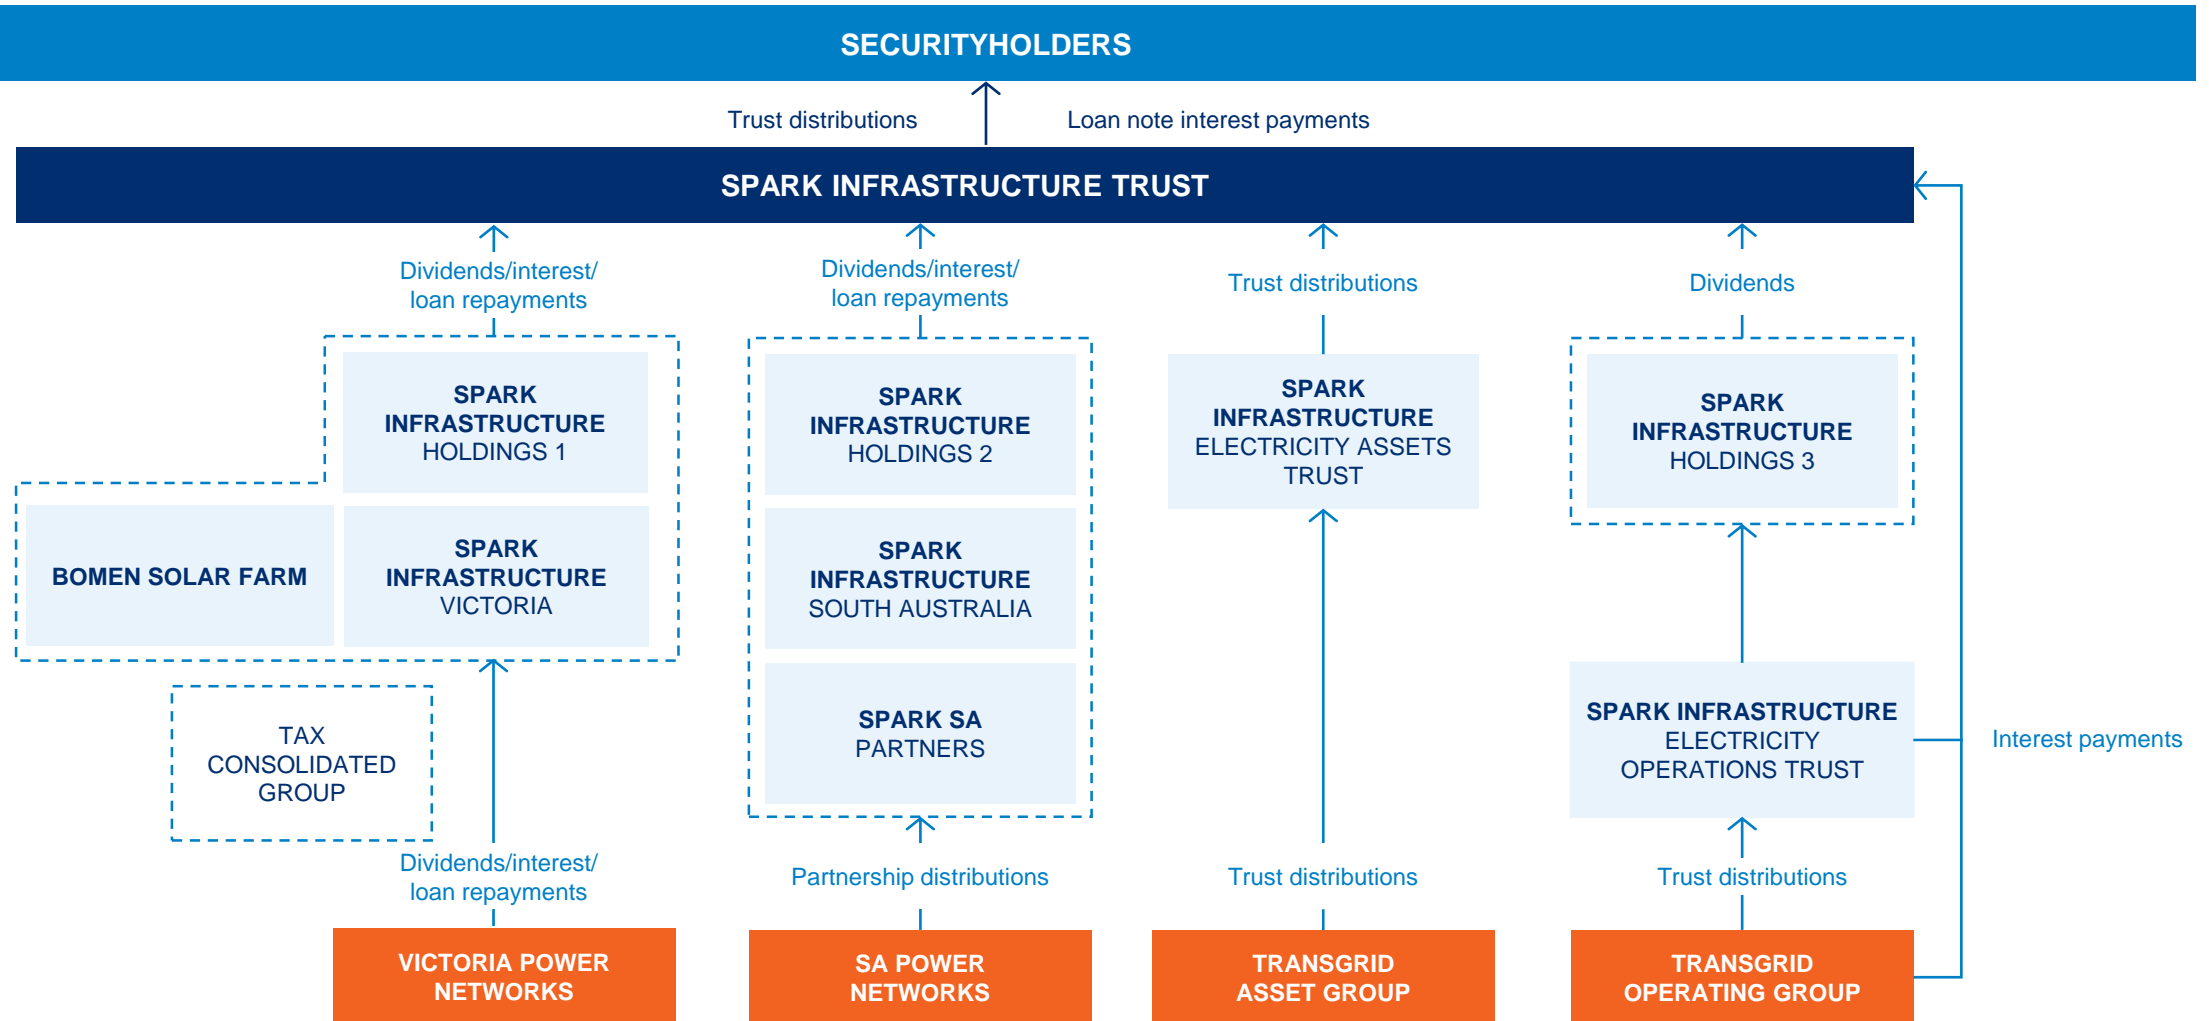 SECURITYHOLDERS
Trust distributions
Loan note interest payments
SPARK INFRASTRUCTURE TRUST
Dividends/interest/
loan repayments
Dividends/interest/
loan repayments
Trust distributions
Dividends
SPARK
INFRASTRUCTURE
HOLDINGS 1
SPARK
INFRASTRUCTURE
HOLDINGS 2
SPARK
INFRASTRUCTURE
ELECTRICITY ASSETS
TRUST
SPARK
INFRASTRUCTURE
HOLDINGS 3
BOMEN SOLAR FARM
SPARK
INFRASTRUCTURE
VICTORIA
SPARK
INFRASTRUCTURE
SOUTH AUSTRALIA
TAX
CONSOLIDATED
GROUP
SPARK SA
PARTNERS
SPARK INFRASTRUCTURE
ELECTRICITY
OPERATIONS TRUST
Interest payments
Dividends/interest/
loan repayments
Partnership distributions
Trust distributions
Trust distributions
VICTORIA POWER
NETWORKS
SA POWER
NETWORKS
TRANSGRID
ASSET GROUP
TRANSGRID
OPERATING GROUP